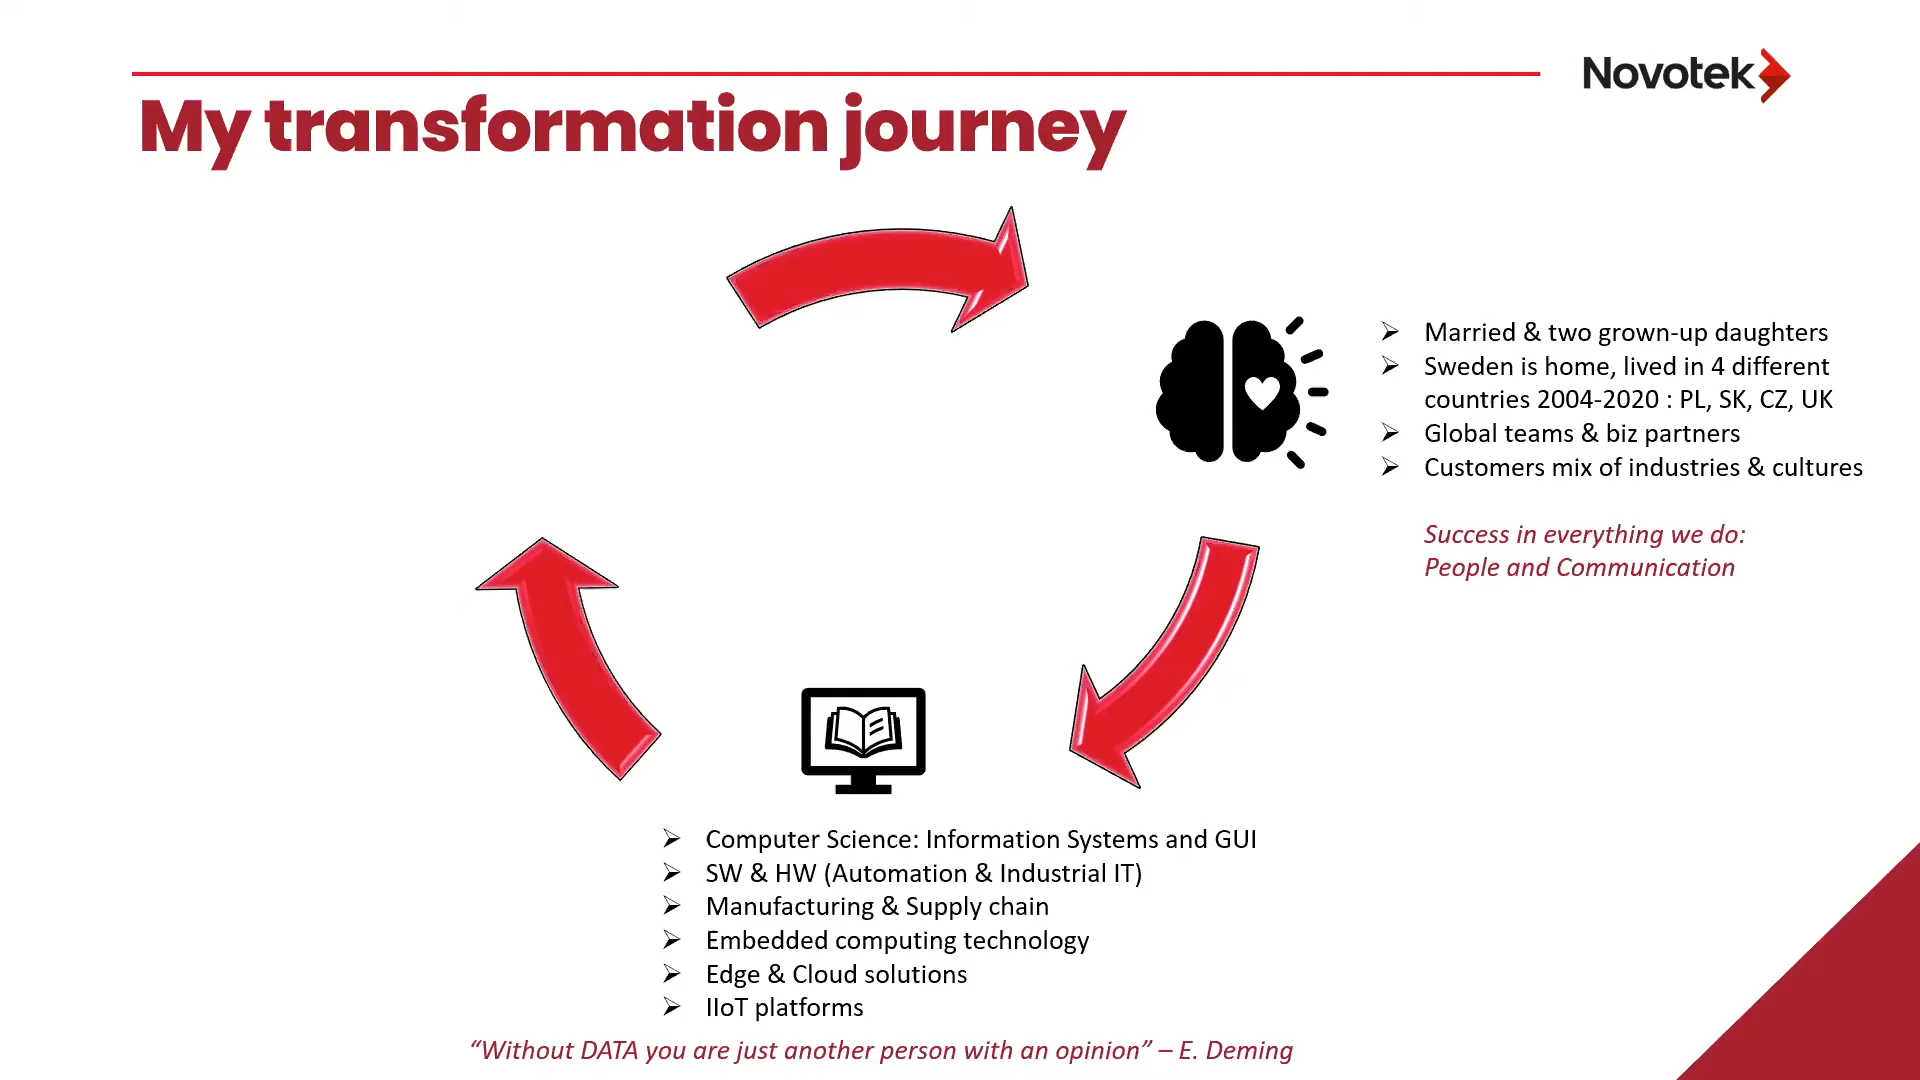 Novotek
My transformation journey
➢ Married & two grown-up daughters
➢ Sweden is home, lived in 4 different
countries 2004-2020 : PL, SK, CZ, UK
➢ Global teams & biz partners
➢ Customers mix of industries & cultures
Success in everything we do:
People and Communication
➢ Computer Science: Information Systems and GUI
➢ SW & HW (Automation & Industrial IT)
➢ Manufacturing & Supply chain
➢ Embedded computing technology
➢ Edge & Cloud solutions
➢ IIoT platforms
“Without DATA you are just another person with an opinion” – E. Deming